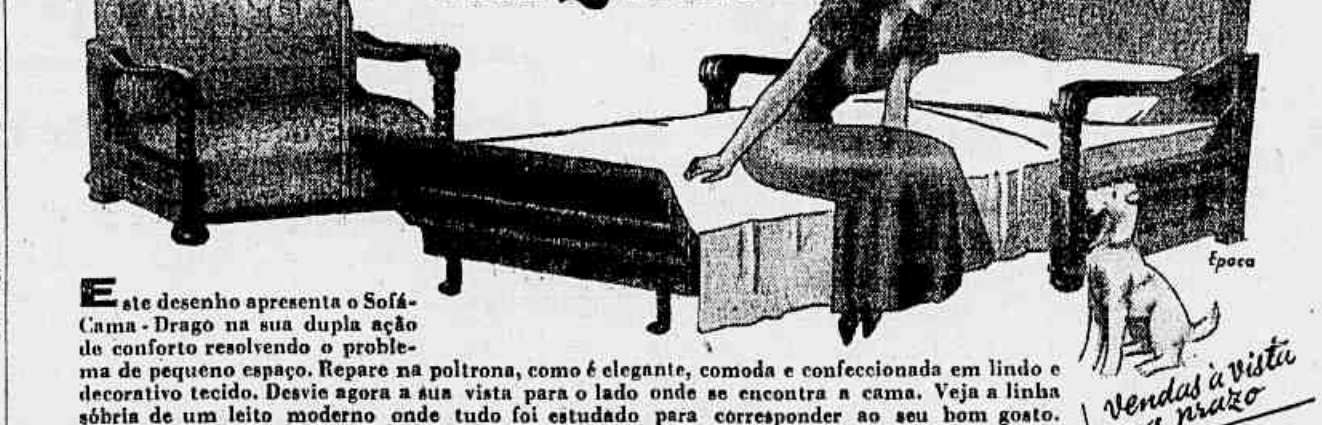 Época
Este desenho apresenta o Sofá-
Cama - Drago na sua dupla ação
de conforto resolvendo o proble-
ma de pequeno espaço. Repare na poltrona, como é elegante, comoda e confeccionada em lindo e
decorativo tecido. Desvie agora a sua vista para o lado onde se encontra a cama. Veja a linha
sóbria de um leito moderno onde tudo foi estudado para corresponder ao seu bom gosto.
vendas à vista
prazo